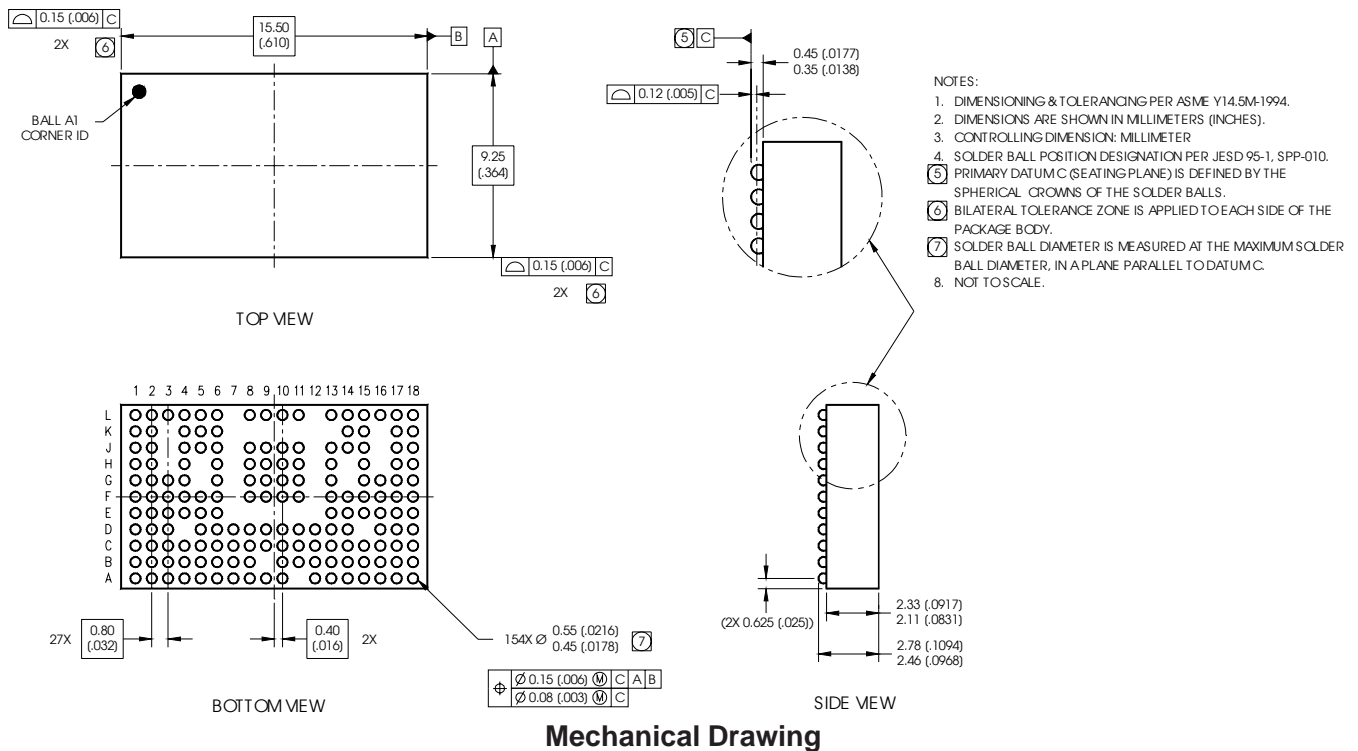 0.15 (.006) C
2X 6
15.50
(.610)
B
A
BALL A1
CORNER ID
9.25
(.364)
0.15 (.006) C
2X 6
TOP VIEW
5 C
0.45 (.0177)
0.35 (.0138)
0.12 (.005) C
NOTES:
1. DIMENSIONING & TOLERANCING PER ASME Y14.5M-1994.
2. DIMENSIONS ARE SHOWN IN MILLIMETERS (INCHES).
3. CONTROLLING DIMENSION: MILLIMETER
4. SOLDER BALL POSITION DESIGNATION PER JESD 95-1, SPP-010.
5 PRIMARY DATUM C (SEATING PLANE) IS DEFINED BY THE
SPHERICAL CROWNS OF THE SOLDER BALLS.
6 BILATERAL TOLERANCE ZONE IS APPLIED TO EACH SIDE OF THE
PACKAGE BODY.
7 SOLDER BALL DIAMETER IS MEASURED AT THE MAXIMUM SOLDER
BALL DIAMETER, IN A PLANE PARALLEL TO DATUM C.
8. NOT TO SCALE.
1 2 3 4 5 6 7 8 9 10 11 12 13 14 15 16 17 18
L
K
J
H
G
F
E
D
C
B
A
27X
0.80
(.032)
0.40
(.016)
2X
154X Ø
0.55 (.0216)
0.45 (.0178)
7
Ø 0.15 (.006) M C A B
Ø 0.08 (.003) M C
BOTTOM VIEW
(2X 0.625 (.025))
2.33 (.0917)
2.11 (.0831)
2.78 (.1094)
2.46 (.0968)
SIDE VIEW
Mechanical Drawing